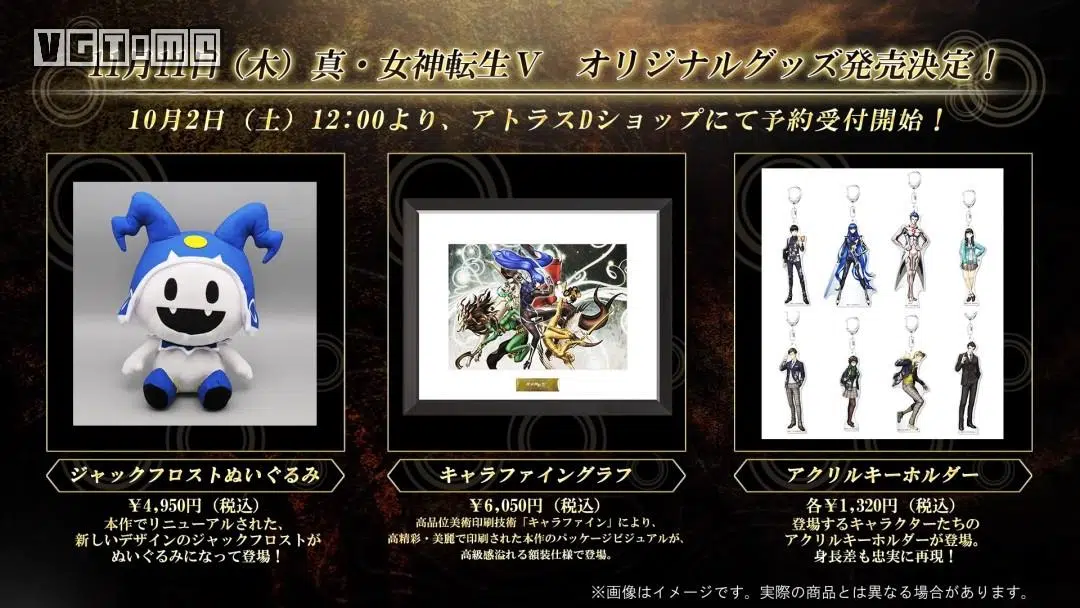 VGTIME
11月11日（木）真・女神転生Ⅴ　オリジナルグッズ発売決定！
10月2日（土）12:00より、アトラスDショップにて予約受付開始！
ジャックフロストぬいぐるみ
￥4,950円（税込）
本作でリニューアルされた、
新しいデザインのジャックフロストが
ぬいぐるみになって登場！
キャラファイングラフ
￥6,050円（税込）
高品位美術印刷技術「キャラファイン」により、
高精彩・美麗で印刷された本作のパッケージビジュアルが、
高級感溢れる額装仕様で登場。
アクリルキーホルダー
各￥1,320円（税込）
登場するキャラクターたちの
アクリルキーホルダーが登場。
身長差も忠実に再現！
※画像はイメージです。実際の商品とは異なる場合があります。